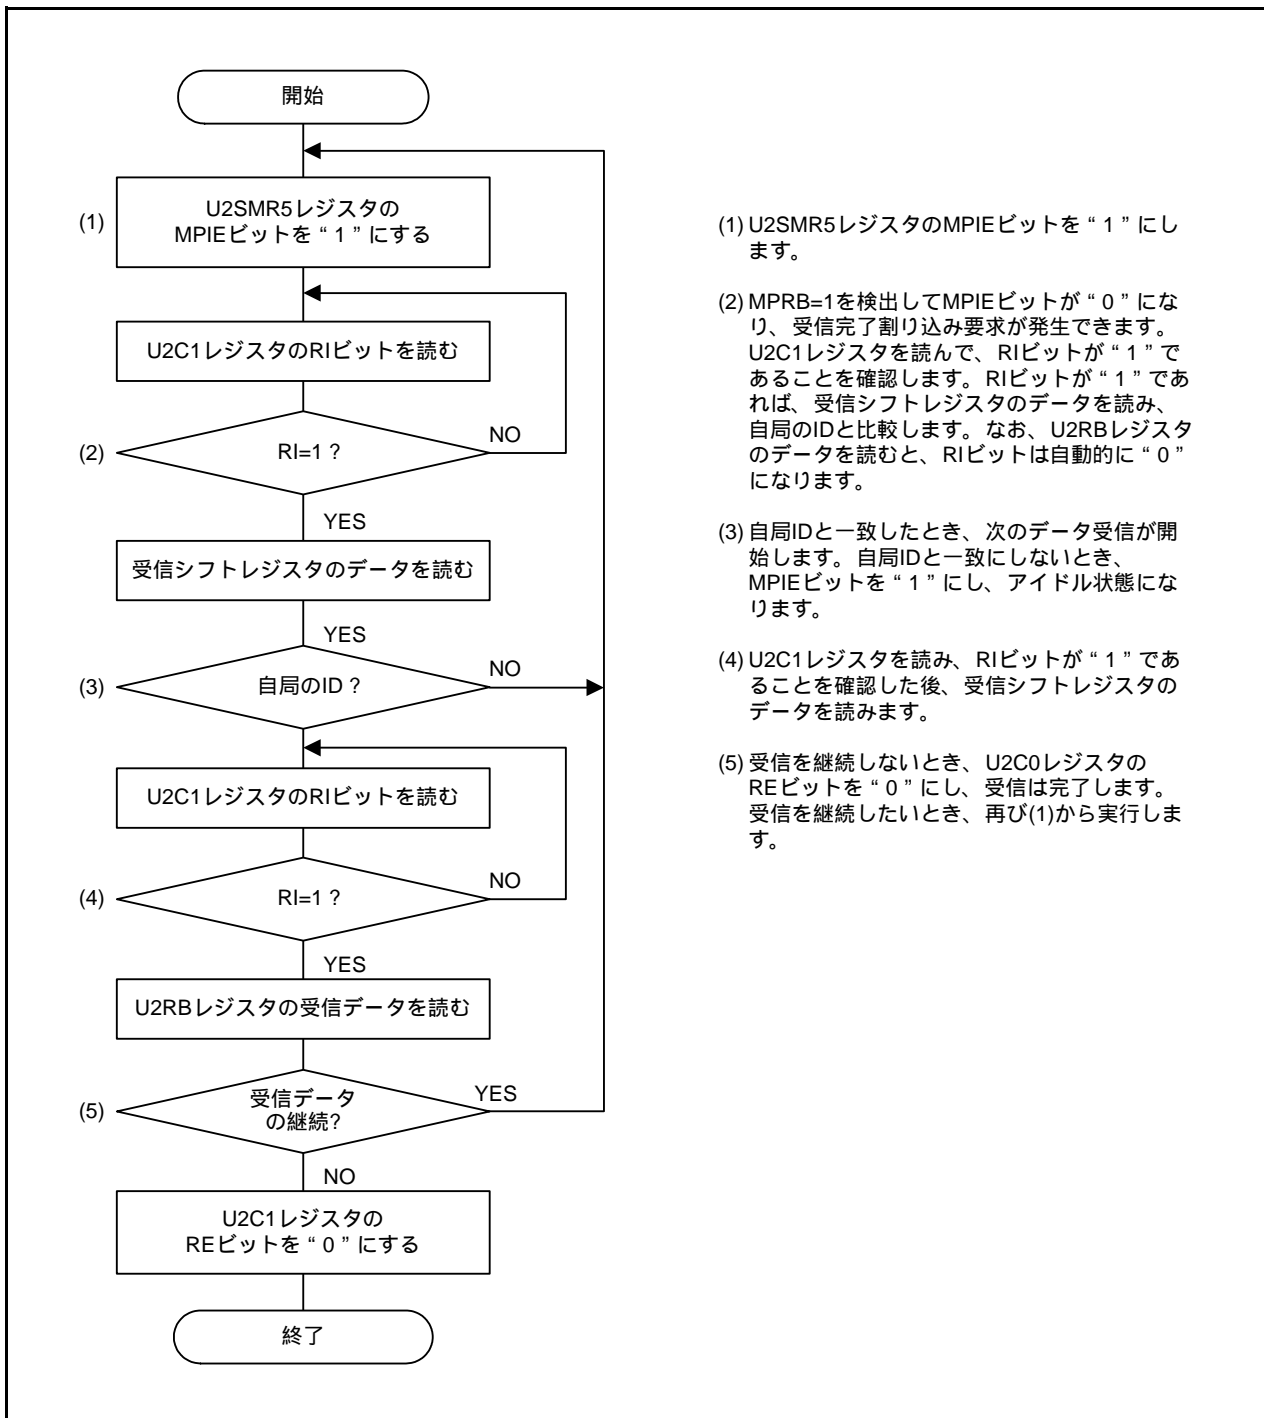 開始
(1)
U2SMR5レジスタの
MPIEビットを“1”にする
U2C1レジスタのRIビットを読む
(2)
RI=1?
NO
YES
受信シフトレジスタのデータを読む
YES
(3)
自局のID?
NO
U2C1レジスタのRIビットを読む
(4)
RI=1?
NO
YES
U2RBレジスタの受信データを読む
(5)
受信データ
の継続?
YES
NO
U2C1レジスタの
REビットを“0”にする
終了
(1) U2SMR5レジスタのMPIEビットを“1”にし
ます。
(2) MPRB=1を検出してMPIEビットが“0”にな
り、受信完了割り込み要求が発生できます。
U2C1レジスタを読んで、RIビットが“1”で
あることを確認します。RIビットが“1”であ
れば、受信シフトレジスタのデータを読み、
自局のIDと比較します。なお、U2RBレジスタ
のデータを読むと、RIビットは自動的に“0”
になります。
(3) 自局IDと一致したとき、次のデータ受信が開
始します。自局IDと一致にしないとき、
MPIEビットを“1”にし、アイドル状態にな
ります。
(4) U2C1レジスタを読み、RIビットが“1”であ
ることを確認した後、受信シフトレジスタの
データを読みます。
(5) 受信を継続しないとき、U2C0レジスタの
REビットを“0”にし、受信は完了します。
受信を継続したいとき、再び(1)から実行しま
す。